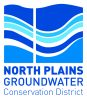 NORTH PLAINS
GROUNDWATER
Conservation District